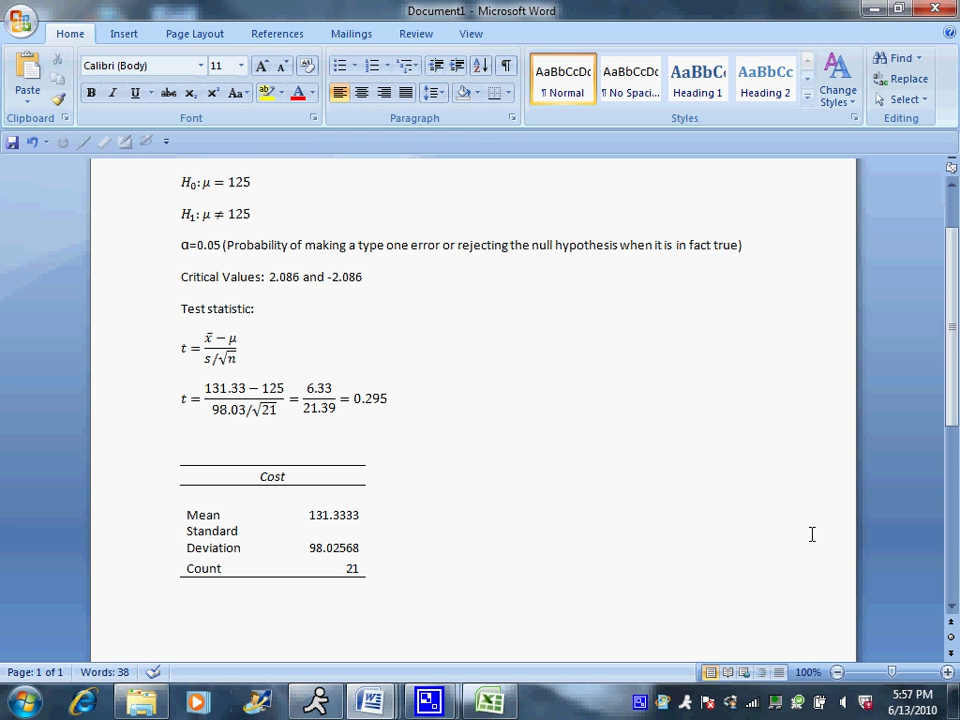 Document1 - Microsoft Word
Home Insert Page Layout References Mailings Review View
Paste
Calibri (Body) 11
B I U abc x₂ x² Aa
AaBbCcDc AaBbCcDc AaBbC AaBbCc
¶ Normal ¶ No Spaci... Heading 1 Heading 2
Change
Styles
Find
Replace
Select
Clipboard Font Paragraph Styles Editing
H₀: μ = 125
H₁: μ ≠ 125
α=0.05 (Probability of making a type one error or rejecting the null hypothesis when it is in fact true)
Critical Values: 2.086 and -2.086
Test statistic:
t = (x̄ − μ) / (s/√n)
t = (131.33 − 125) / (98.03/√21) = 6.33 / 21.39 = 0.295
Cost
Mean 131.3333
Standard
Deviation 98.02568
Count 21
Page: 1 of 1 Words: 38 100%
5:57 PM
6/13/2010